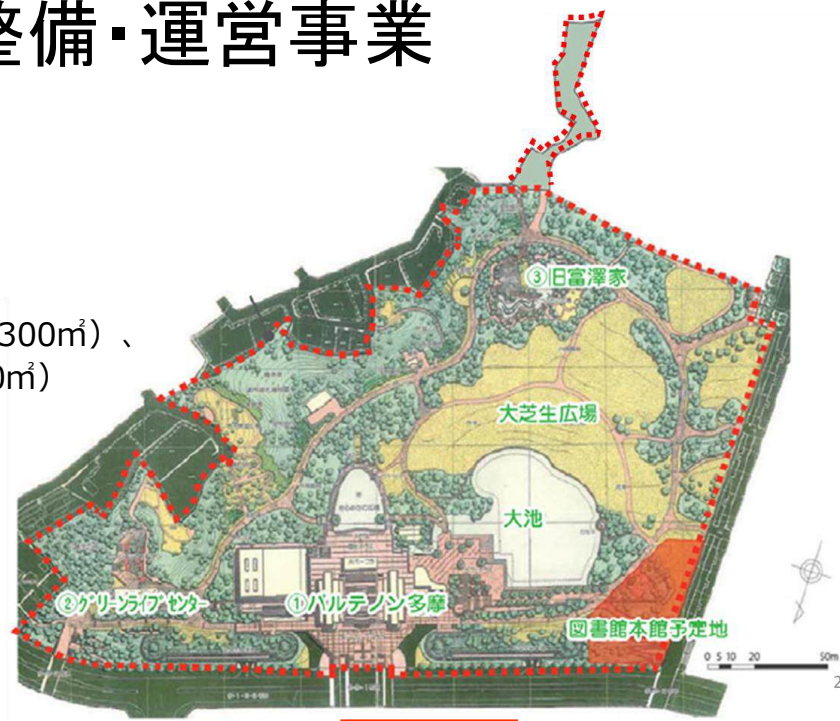 整備・運営事業
300㎡）、
0㎡）
③旧富澤家
大芝生広場
大池
②ｸﾞﾘｰﾝﾗｲﾌﾞｾﾝﾀｰ
①パルテノン多摩
図書館本館予定地
0 5 10 20 50m
2